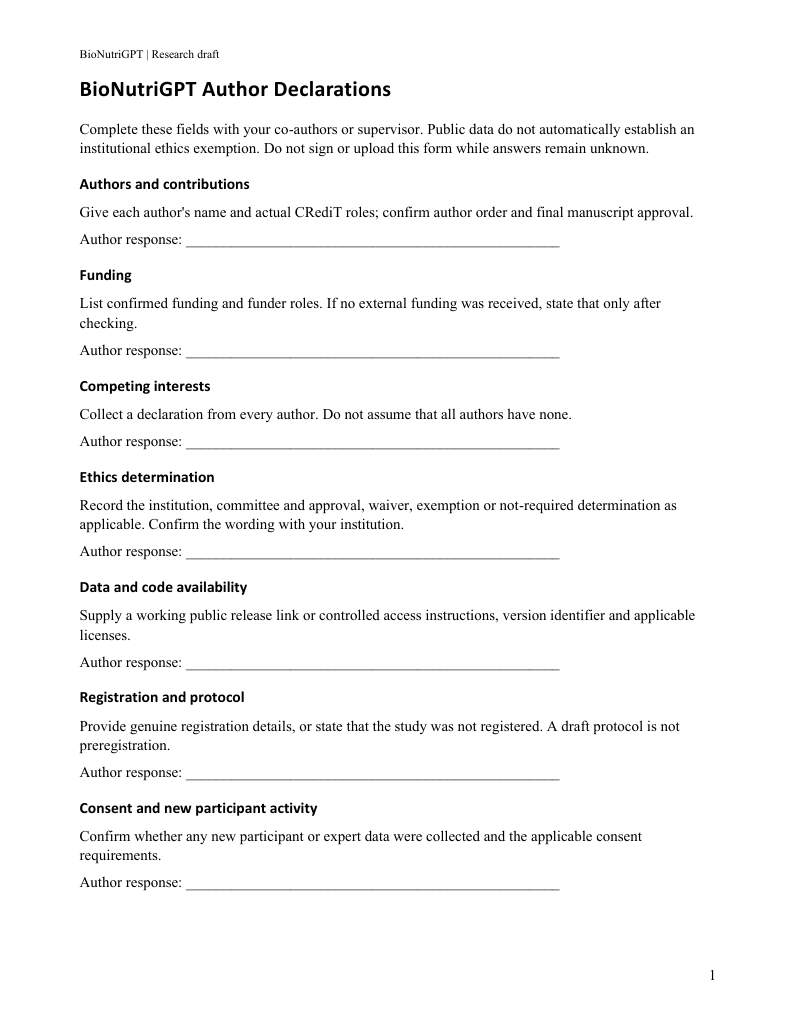 BioNutriGPT | Research draft
BioNutriGPT Author Declarations
Complete these fields with your co-authors or supervisor. Public data do not automatically establish an
institutional ethics exemption. Do not sign or upload this form while answers remain unknown.
Authors and contributions
Give each author's name and actual CRediT roles; confirm author order and final manuscript approval.
Author response: __________________________________________________
Funding
List confirmed funding and funder roles. If no external funding was received, state that only after
checking.
Author response: __________________________________________________
Competing interests
Collect a declaration from every author. Do not assume that all authors have none.
Author response: __________________________________________________
Ethics determination
Record the institution, committee and approval, waiver, exemption or not-required determination as
applicable. Confirm the wording with your institution.
Author response: __________________________________________________
Data and code availability
Supply a working public release link or controlled access instructions, version identifier and applicable
licenses.
Author response: __________________________________________________
Registration and protocol
Provide genuine registration details, or state that the study was not registered. A draft protocol is not
preregistration.
Author response: __________________________________________________
Consent and new participant activity
Confirm whether any new participant or expert data were collected and the applicable consent
requirements.
Author response: __________________________________________________
1